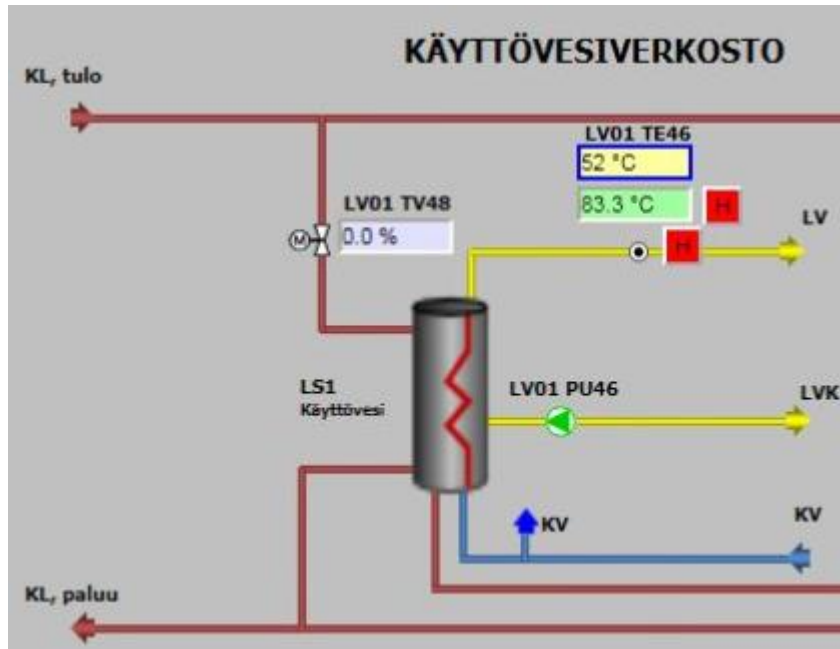 KÄYTTÖVESIVERKOSTO
KL, tulo
LV01 TE46
52 °C
83.3 °C
H
LV01 TV48
0.0 %
M
H
LV
LS1
Käyttövesi
LV01 PU46
LVK
KV
KV
KL, paluu